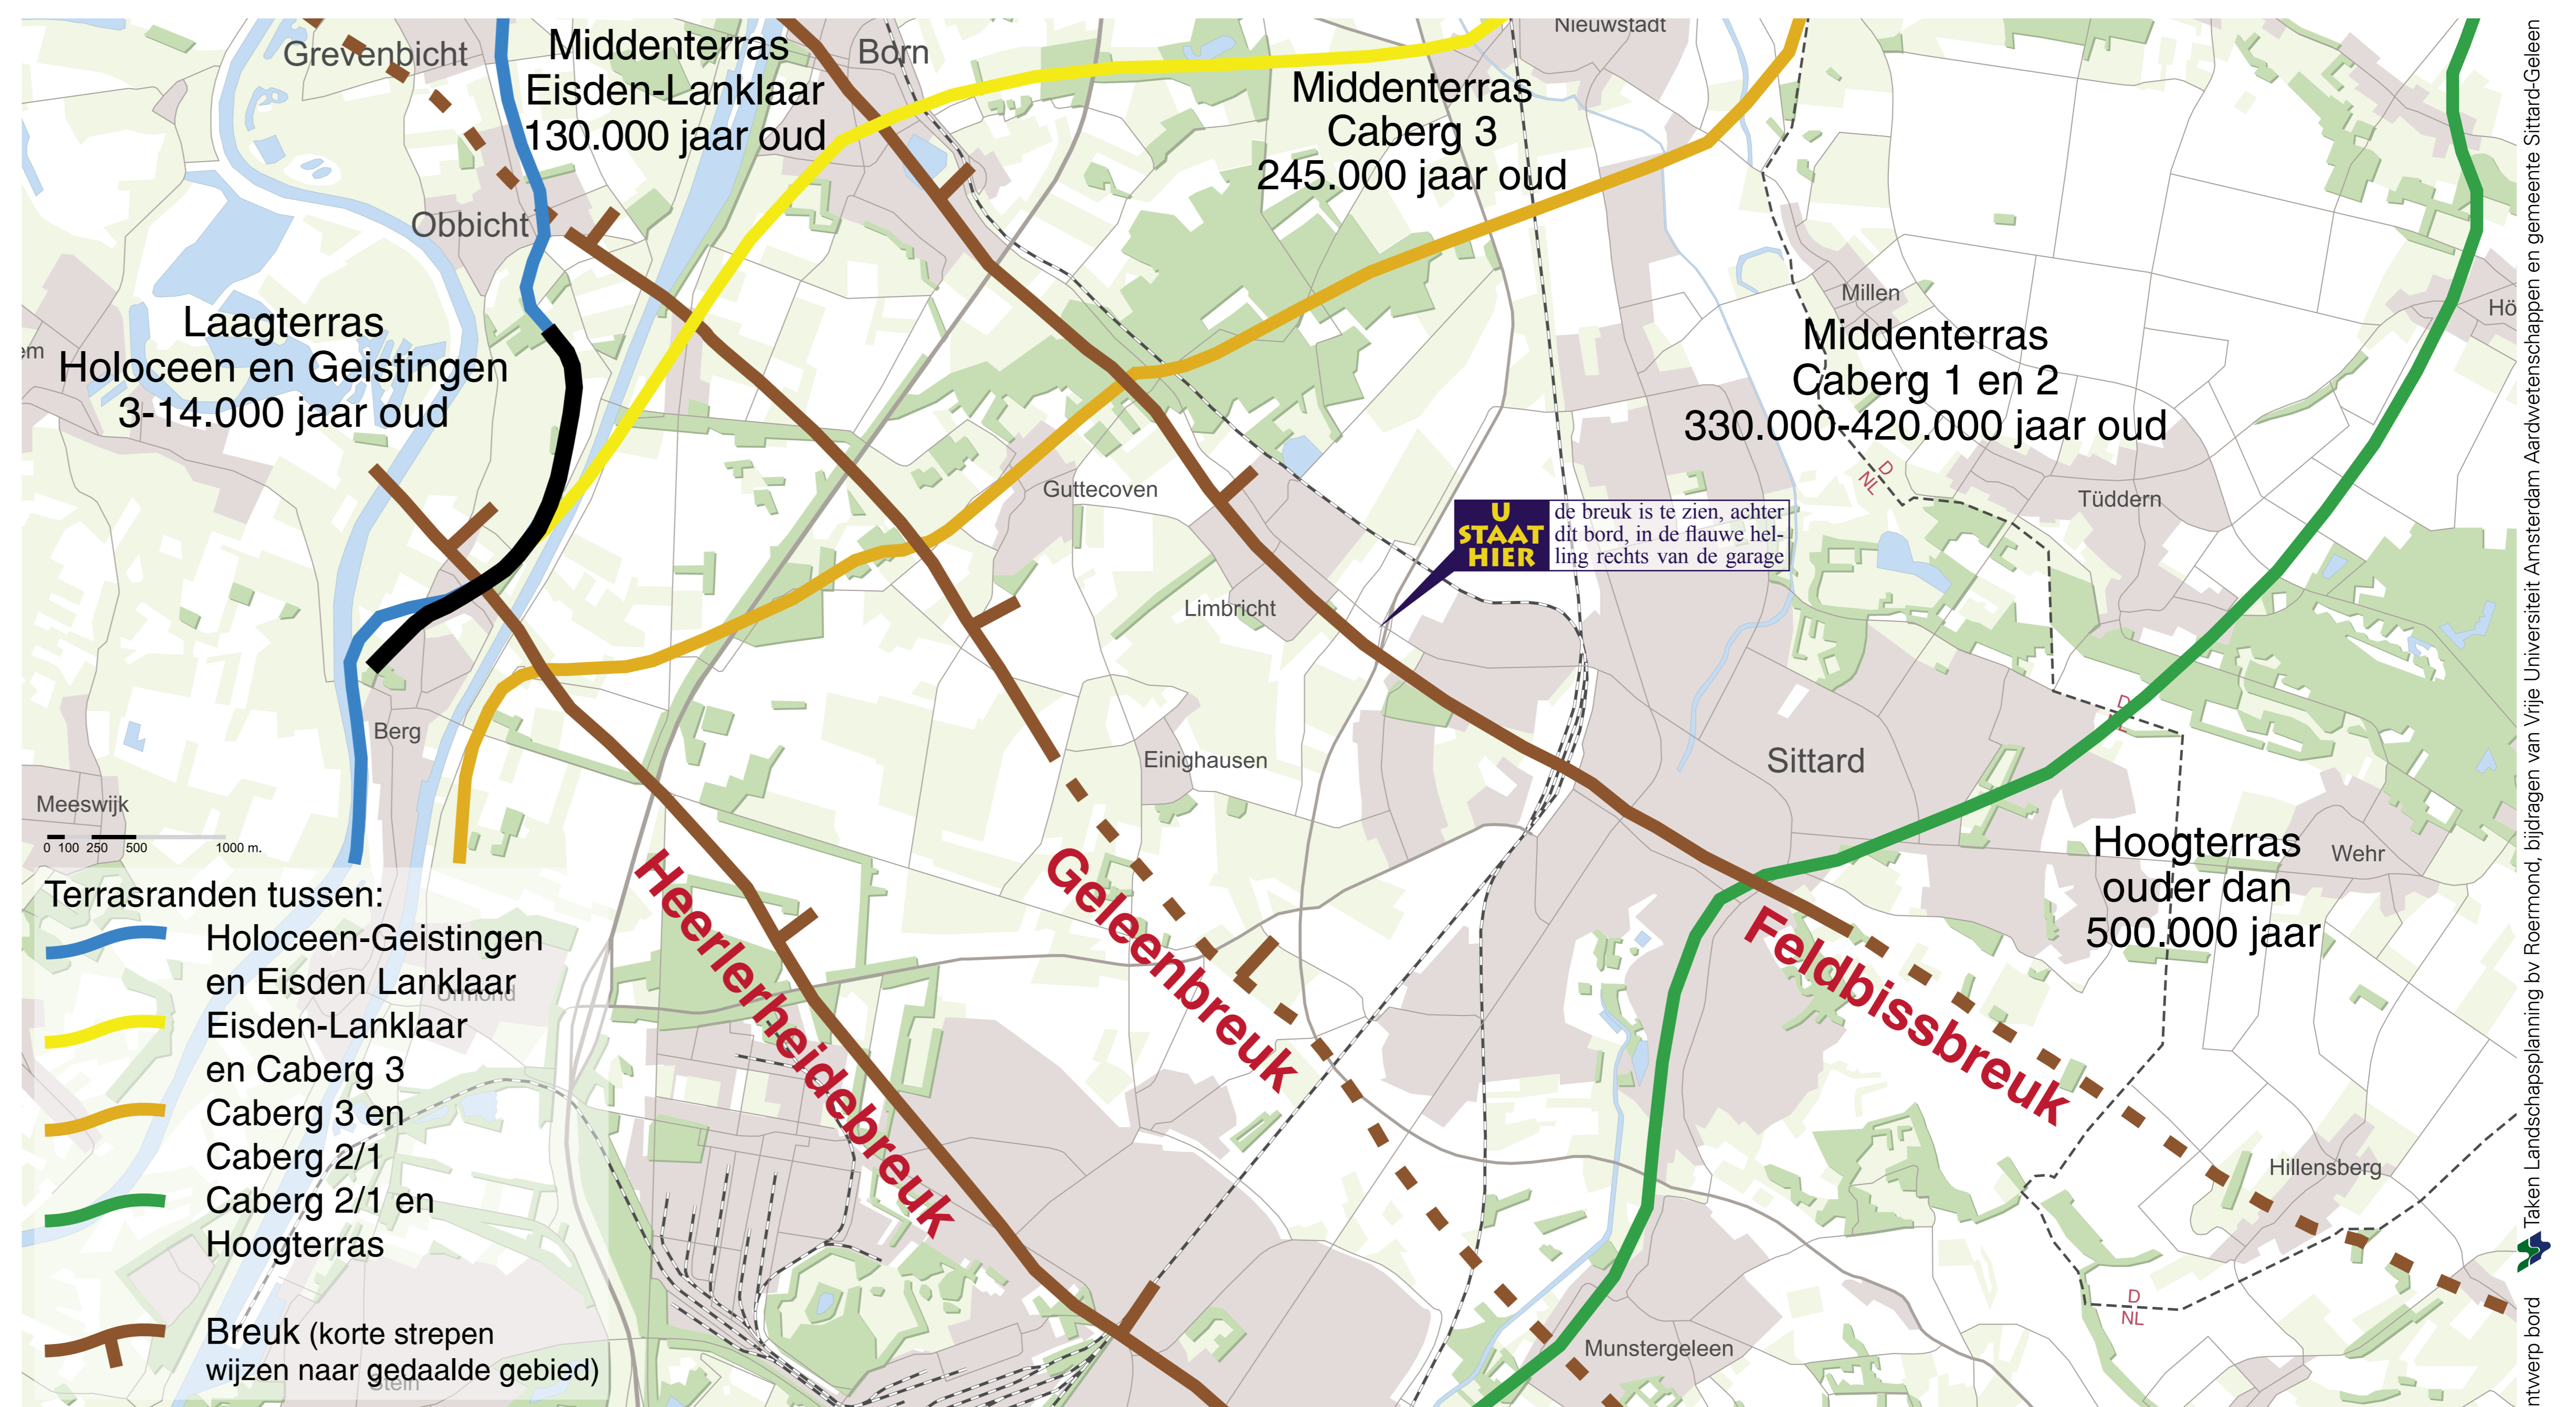 Grevenbicht
Middenterras
Eisden-Lanklaar
130.000 jaar oud
Born
Nieuwstadt
Middenterras
Caberg 3
245.000 jaar oud
Obbicht
Millen
Hö
Laagterras
Holoceen en Geistingen
3-14.000 jaar oud
em
Middenterras
Caberg 1 en 2
330.000-420.000 jaar oud
D
NL
Tüddern
Guttecoven
U
STAAT
HIER
de breuk is te zien, achter
dit bord, in de flauwe hel-
ling rechts van de garage
Limbricht
Berg
Einighausen
Sittard
D
NL
Meeswijk
0 100 250 500 1000 m.
Hoogterras
ouder dan
500.000 jaar
Wehr
Heerlerheidebreuk
Geleenbreuk
Feldbissbreuk
Terrasranden tussen:
Holoceen-Geistingen
en Eisden Lanklaar
Urmond
Eisden-Lanklaar
en Caberg 3
Caberg 3 en
Caberg 2/1
Caberg 2/1 en
Hoogterras
Breuk (korte strepen
wijzen naar gedaalde gebied)
Stein
Hillensberg
D
NL
Munstergeleen
ntwerp bord Taken Landschapsplanning bv Roermond, bijdragen van Vrije Universiteit Amsterdam Aardwetenschappen en gemeente Sittard-Geleen